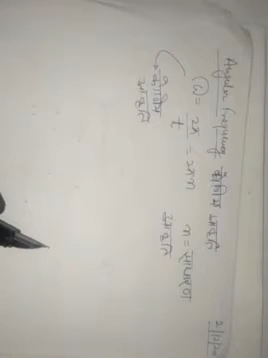 Angular frequency कोणीय आवृत्ति
ω = 2π/t = 2πn n = सामान्य
आवृत्ति
कोणीय
आवृत्ति